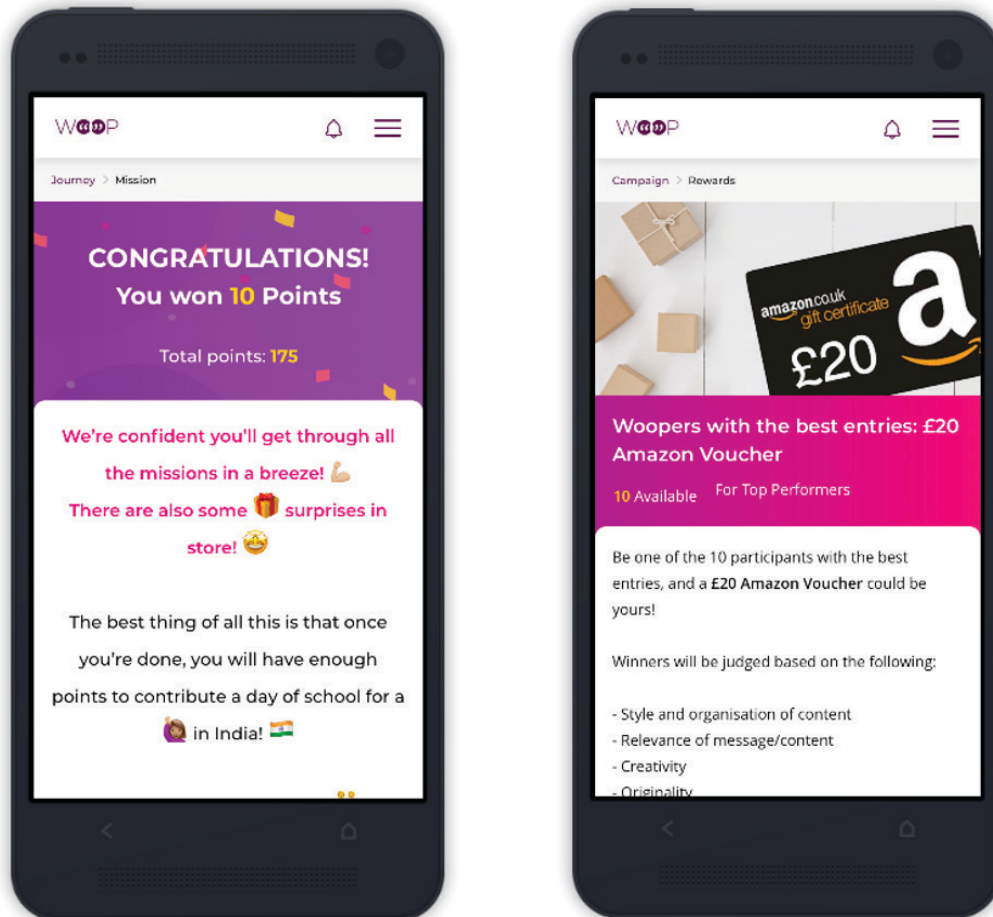 WOOP
Journey > Mission
CONGRATULATIONS!
You won 10 Points
Total points: 175
We're confident you'll get through all
the missions in a breeze! 💪🏼
There are also some 🎁 surprises in
store! 🤩
The best thing of all this is that once
you're done, you will have enough
points to contribute a day of school for a
🙋🏽‍♀️ in India! 🇮🇳
WOOP
Campaign > Rewards
amazon.co.uk
gift certificate
£20
a
Woopers with the best entries: £20
Amazon Voucher
10 Available For Top Performers
Be one of the 10 participants with the best
entries, and a £20 Amazon Voucher could be
yours!
Winners will be judged based on the following:
- Style and organisation of content
- Relevance of message/content
- Creativity
- Originality